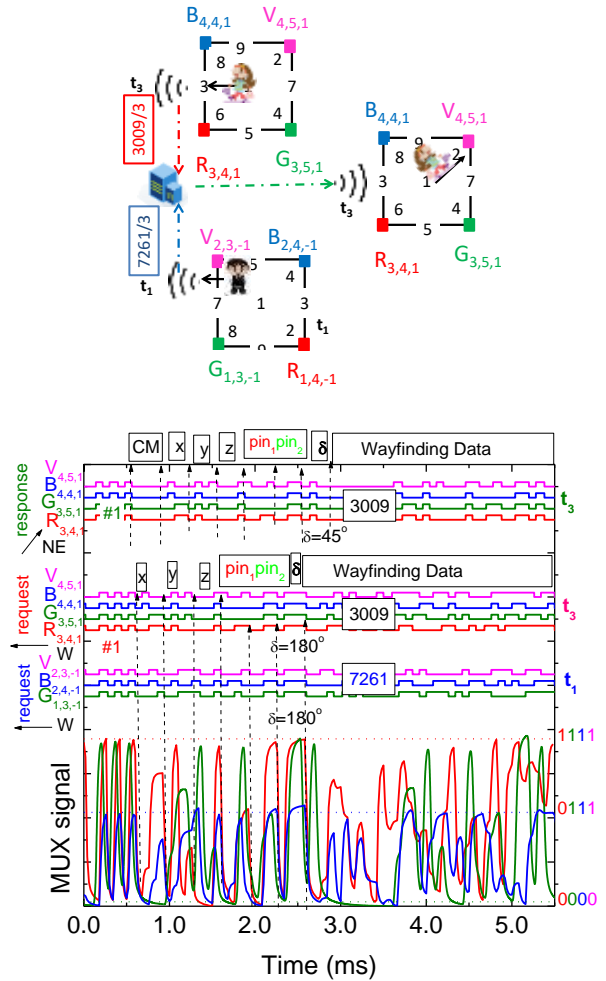 B4,4,1 V4,5,1
9
8 2
t3 3 7
6 4
5
3009/3
R3,4,1 G3,5,1
B4,4,1 V4,5,1
9
8 2
3 1 7
6 4
5
t3
R3,4,1 G3,5,1
7261/3
V2,3,-1 B2,4,-1
5 4
t1 7 1 3
t1
8 2
9
G1,3,-1 R1,4,-1
CM x y z pin1pin2 δ Wayfinding Data
response
V4,5,1
B4,4,1
G3,5,1
R3,4,1
#1 3009 t3
NE δ=45°
x y z pin1pin2 δ Wayfinding Data
request
V4,5,1
B4,4,1
G3,5,1
R3,4,1
3009 t3
#1 δ=180°
W
request
V2,3,-1
B2,4,-1
G1,3,-1
7261 t1
W δ=180°
1111
0111
0000
MUX signal
0.0 1.0 2.0 3.0 4.0 5.0
Time (ms)